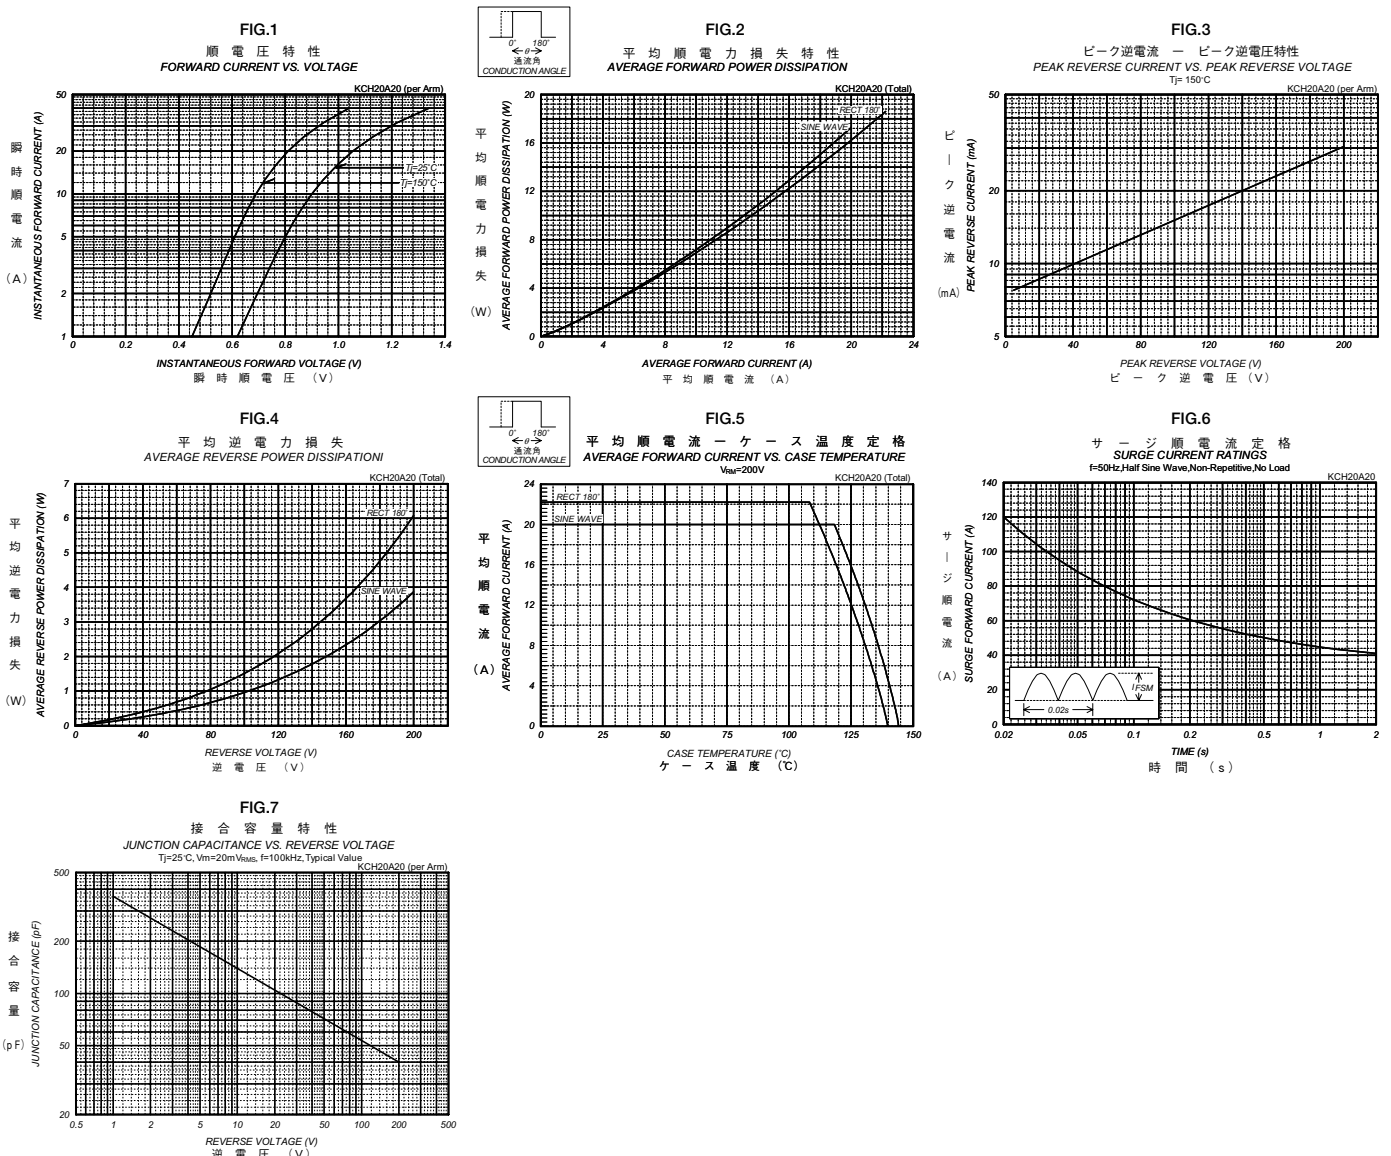 FIG.1
順電圧特性
FORWARD CURRENT VS. VOLTAGE
KCH20A20 (per Arm)
瞬時順電流 (A)
INSTANTANEOUS FORWARD CURRENT (A)
50
20
10
5
2
1
Tj=25°C
Tj=150°C
0 0.2 0.4 0.6 0.8 1.0 1.2 1.4
INSTANTANEOUS FORWARD VOLTAGE (V)
瞬時順電圧 (V)
0° 180°
θ
通流角
CONDUCTION ANGLE
FIG.2
平均順電力損失特性
AVERAGE FORWARD POWER DISSIPATION
KCH20A20 (Total)
平均順電力損失 (W)
AVERAGE FORWARD POWER DISSIPATION (W)
20
16
12
8
4
0
RECT 180°
SINE WAVE
0 4 8 12 16 20 24
AVERAGE FORWARD CURRENT (A)
平均順電流 (A)
FIG.3
ピーク逆電流 ー ピーク逆電圧特性
PEAK REVERSE CURRENT VS. PEAK REVERSE VOLTAGE
Tj= 150°C
KCH20A20 (per Arm)
ピーク逆電流 (mA)
PEAK REVERSE CURRENT (mA)
50
20
10
5
0 40 80 120 160 200
PEAK REVERSE VOLTAGE (V)
ピーク逆電圧 (V)
FIG.4
平均逆電力損失
AVERAGE REVERSE POWER DISSIPATIONI
KCH20A20 (Total)
平均逆電力損失 (W)
AVERAGE REVERSE POWER DISSIPATION (W)
7
6
5
4
3
2
1
0
RECT 180°
SINE WAVE
0 40 80 120 160 200
REVERSE VOLTAGE (V)
逆電圧 (V)
0° 180°
θ
通流角
CONDUCTION ANGLE
FIG.5
平均順電流ーケース温度定格
AVERAGE FORWARD CURRENT VS. CASE TEMPERATURE
VRM=200V
KCH20A20 (Total)
平均順電流 (A)
AVERAGE FORWARD CURRENT (A)
24
20
16
12
8
4
0
RECT 180°
SINE WAVE
0 25 50 75 100 125 150
CASE TEMPERATURE (°C)
ケース温度 (℃)
FIG.6
サージ順電流定格
SURGE CURRENT RATINGS
f=50Hz,Half Sine Wave,Non-Repetitive,No Load
KCH20A20
サージ順電流 (A)
SURGE FORWARD CURRENT (A)
140
120
100
80
60
40
20
0
IFSM
0.02s
0.02 0.05 0.1 0.2 0.5 1 2
TIME (s)
時間 (s)
FIG.7
接合容量特性
JUNCTION CAPACITANCE VS. REVERSE VOLTAGE
Tj=25°C, Vm=20mVRMS, f=100kHz, Typical Value
KCH20A20 (per Arm)
接合容量 (pF)
JUNCTION CAPACITANCE (pF)
500
200
100
50
20
0.5 1 2 5 10 20 50 100 200 500
REVERSE VOLTAGE (V)
逆電圧 (V)